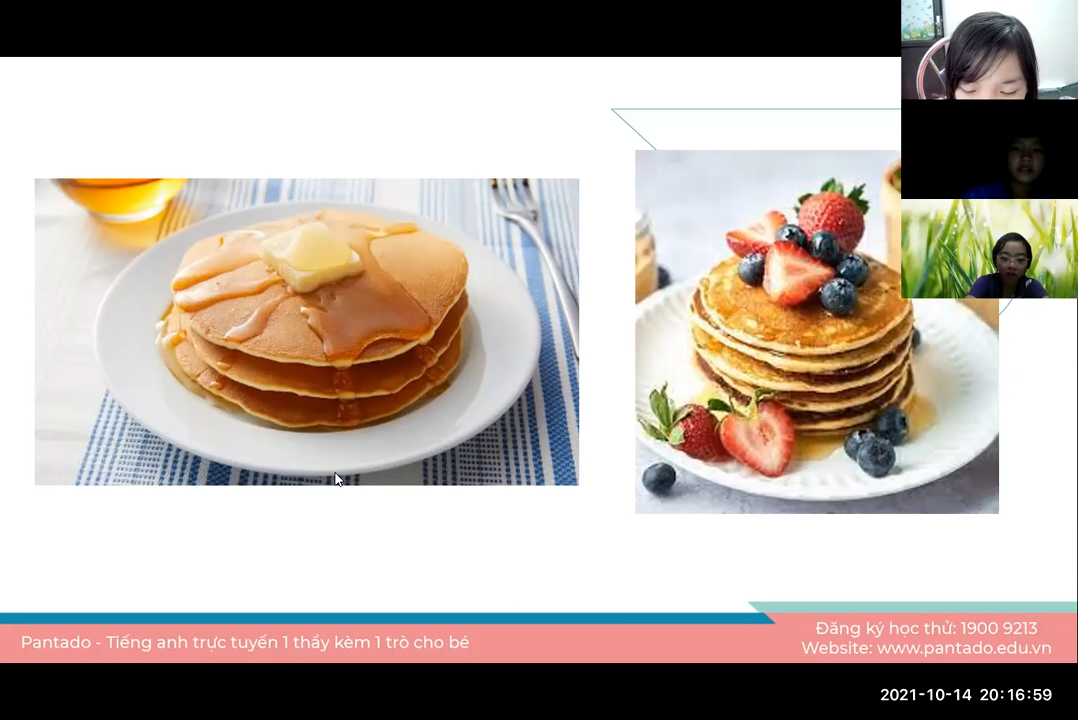 Pantado - Tiếng anh trực tuyến 1 thầy kèm 1 trò cho bé
Đăng ký học thử: 1900 9213
Website: www.pantado.edu.vn
2021-10-14 20:16:59